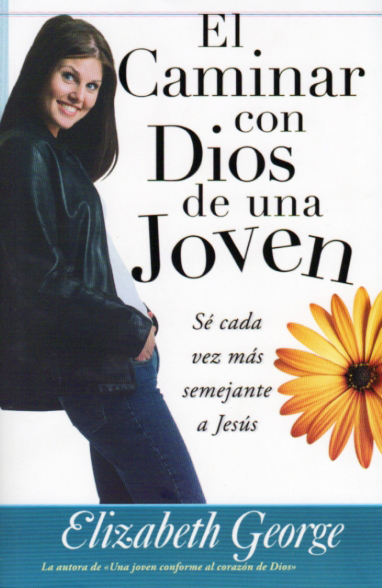 El
Caminar
con
Dios
de una
Joven
Sé cada
vez más
semejante
a Jesús
Elizabeth George
La autora de «Una joven conforme al corazón de Dios»